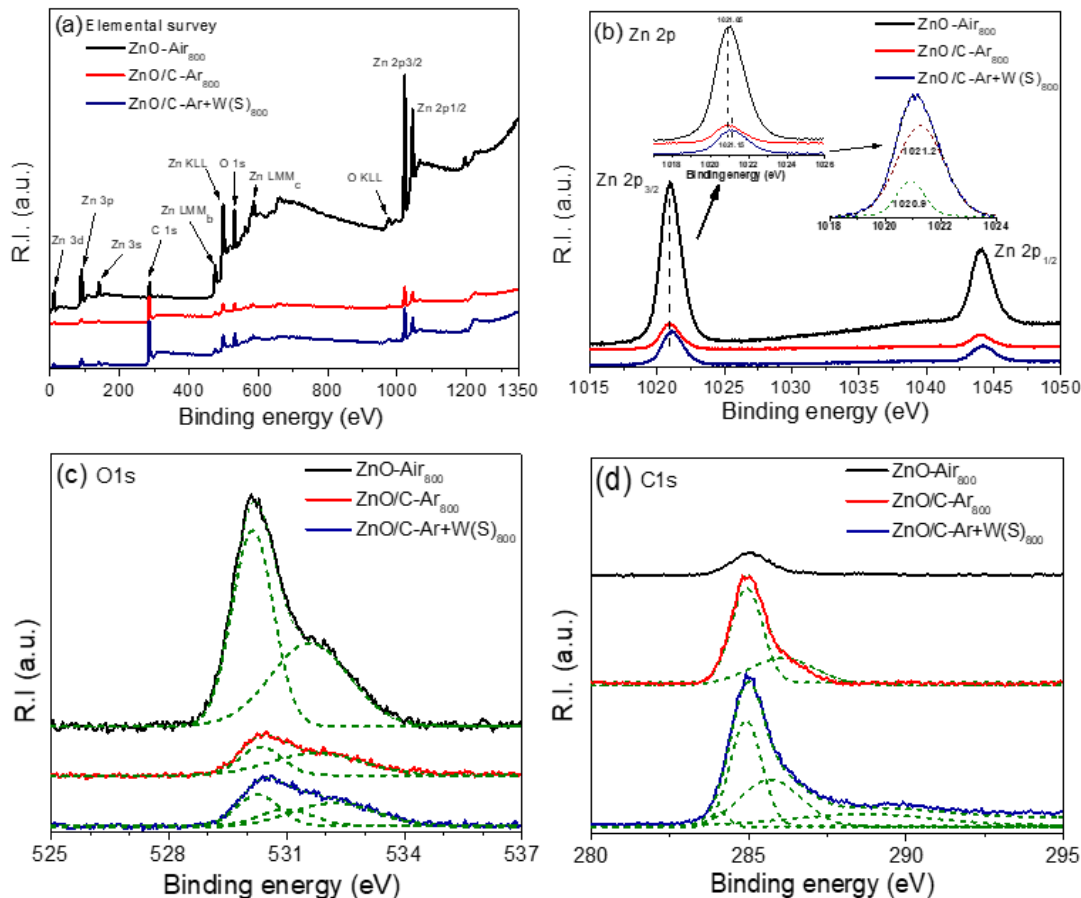 (a) Elemental survey
ZnO-Air800
ZnO/C-Ar800
ZnO/C-Ar+W(S)800
Zn 2p3/2
Zn 2p1/2
Zn KLL
O 1s
Zn LMMc
O KLL
Zn 3p
Zn LMMb
Zn 3d
Zn 3s
C 1s
R.I. (a.u.)
0 200 400 600 800 1000 1200 1350
Binding energy (eV)
(b) Zn 2p
ZnO-Air800
ZnO/C-Ar800
ZnO/C-Ar+W(S)800
1021.05
1021.15
1018 1020 1022 1024 1026
Binding energy (eV)
1021.2
1020.9
1018 1020 1022 1024
Zn 2p3/2
Zn 2p1/2
R.I. (a.u.)
1015 1020 1025 1030 1035 1040 1045 1050
Binding energy (eV)
(c) O1s
ZnO-Air800
ZnO/C-Ar800
ZnO/C-Ar+W(S)800
R.I (a.u.)
525 528 531 534 537
Binding energy (eV)
(d) C1s
ZnO-Air800
ZnO/C-Ar800
ZnO/C-Ar+W(S)800
R.I. (a.u.)
280 285 290 295
Binding energy (eV)